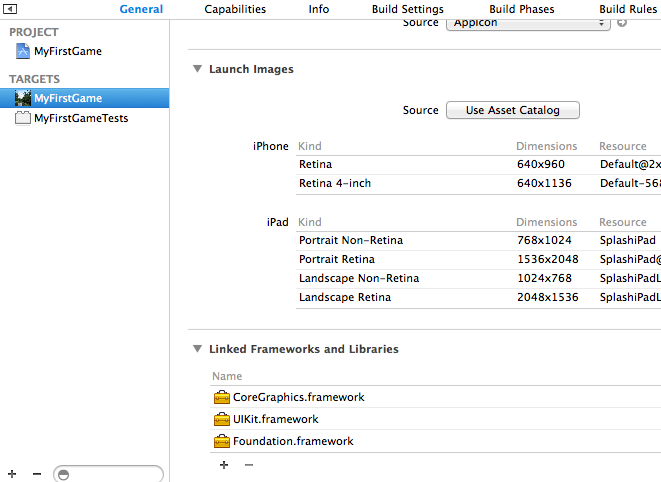 General Capabilities Info Build Settings Build Phases Build Rules
PROJECT
MyFirstGame
TARGETS
MyFirstGame
MyFirstGameTests
Source AppIcon
Launch Images
Source Use Asset Catalog
iPhone Kind Dimensions Resource
Retina 640x960 Default@2x
Retina 4-inch 640x1136 Default-568
iPad Kind Dimensions Resource
Portrait Non-Retina 768x1024 SplashiPad
Portrait Retina 1536x2048 SplashiPad@
Landscape Non-Retina 1024x768 SplashiPadL
Landscape Retina 2048x1536 SplashiPadL
Linked Frameworks and Libraries
Name
CoreGraphics.framework
UIKit.framework
Foundation.framework